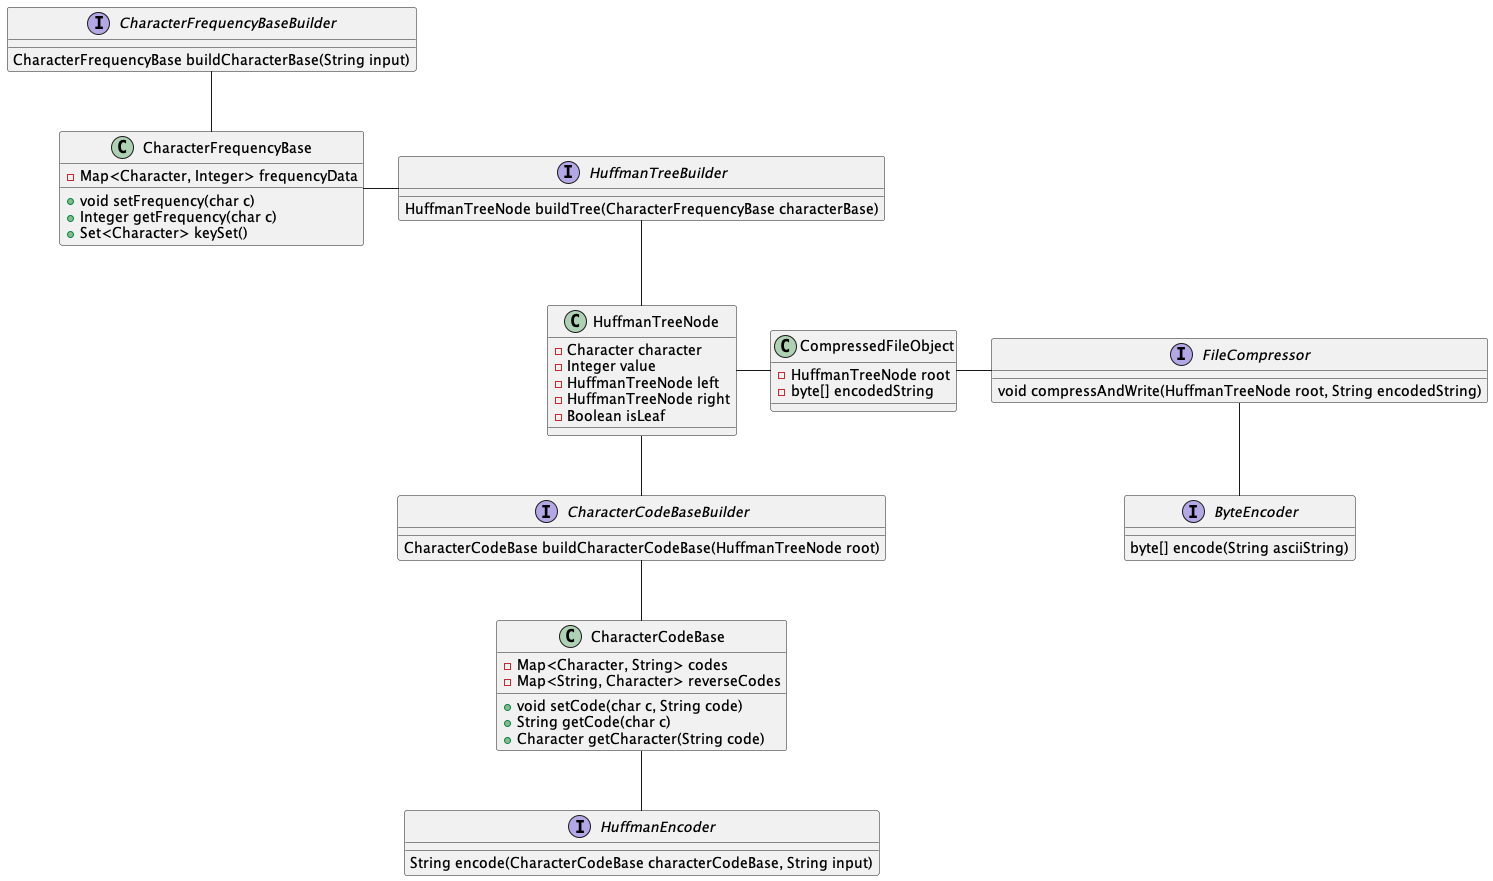 I CharacterFrequencyBaseBuilder
CharacterFrequencyBase buildCharacterBase(String input)
C CharacterFrequencyBase
Map<Character, Integer> frequencyData
void setFrequency(char c)
Integer getFrequency(char c)
Set<Character> keySet()
I HuffmanTreeBuilder
HuffmanTreeNode buildTree(CharacterFrequencyBase characterBase)
C HuffmanTreeNode
Character character
Integer value
HuffmanTreeNode left
HuffmanTreeNode right
Boolean isLeaf
C CompressedFileObject
HuffmanTreeNode root
byte[] encodedString
I FileCompressor
void compressAndWrite(HuffmanTreeNode root, String encodedString)
I CharacterCodeBaseBuilder
CharacterCodeBase buildCharacterCodeBase(HuffmanTreeNode root)
I ByteEncoder
byte[] encode(String asciiString)
C CharacterCodeBase
Map<Character, String> codes
Map<String, Character> reverseCodes
void setCode(char c, String code)
String getCode(char c)
Character getCharacter(String code)
I HuffmanEncoder
String encode(CharacterCodeBase characterCodeBase, String input)